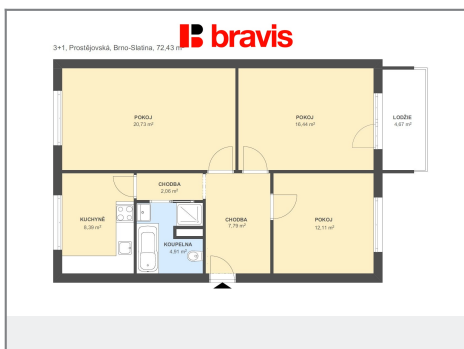 bravis
3+1, Prostějovská, Brno-Slatina, 72,43 m²
POKOJ
20,73 m²
POKOJ
16,44 m²
LODŽIE
4,67 m²
CHODBA
2,06 m²
KUCHYNĚ
8,39 m²
CHODBA
7,79 m²
POKOJ
12,11 m²
KOUPELNA
4,91 m²